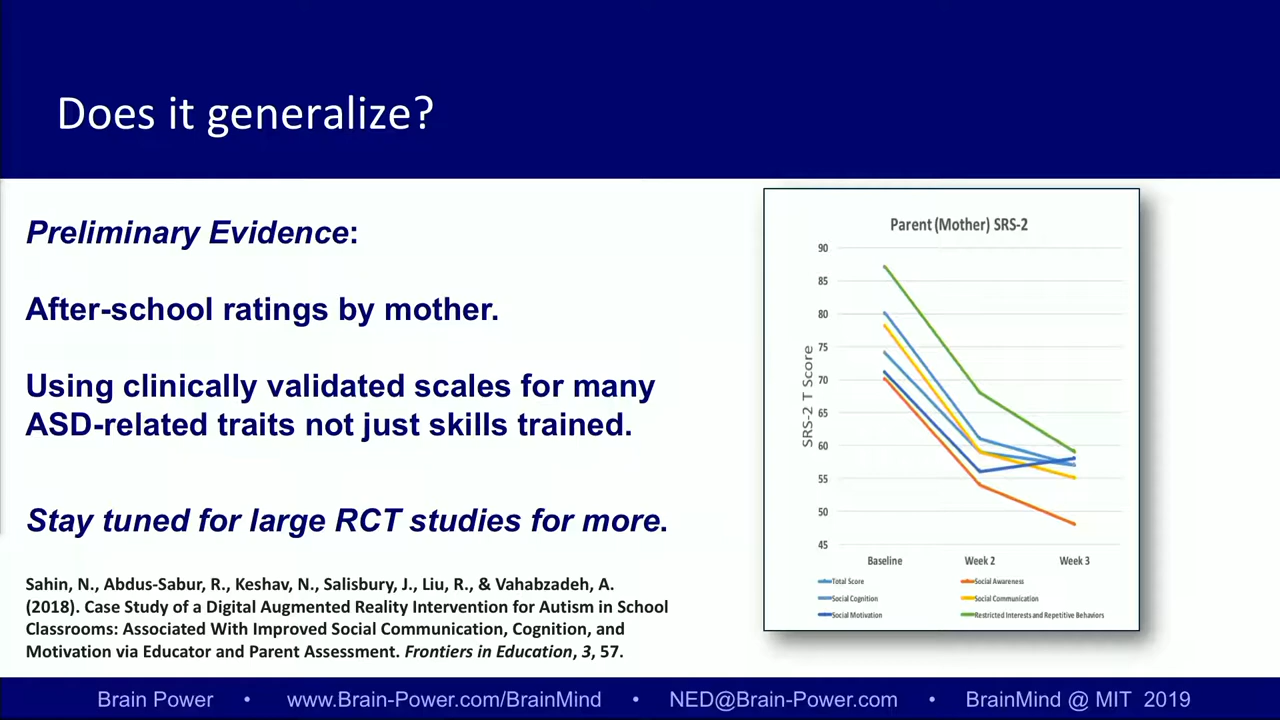 Does it generalize?
Preliminary Evidence:
After-school ratings by mother.
Using clinically validated scales for many
ASD-related traits not just skills trained.
Stay tuned for large RCT studies for more.
Sahin, N., Abdus-Sabur, R., Keshav, N., Salisbury, J., Liu, R., & Vahabzadeh, A.
(2018). Case Study of a Digital Augmented Reality Intervention for Autism in School
Classrooms: Associated With Improved Social Communication, Cognition, and
Motivation via Educator and Parent Assessment. Frontiers in Education, 3, 57.
Parent (Mother) SRS-2
SRS-2 T Score
90
85
80
75
70
65
60
55
50
45
Baseline Week 2 Week 3
Total Score Social Awareness
Social Cognition Social Communication
Social Motivation Restricted Interests and Repetitive Behaviors
Brain Power • www.Brain-Power.com/BrainMind • NED@Brain-Power.com • BrainMind @ MIT 2019